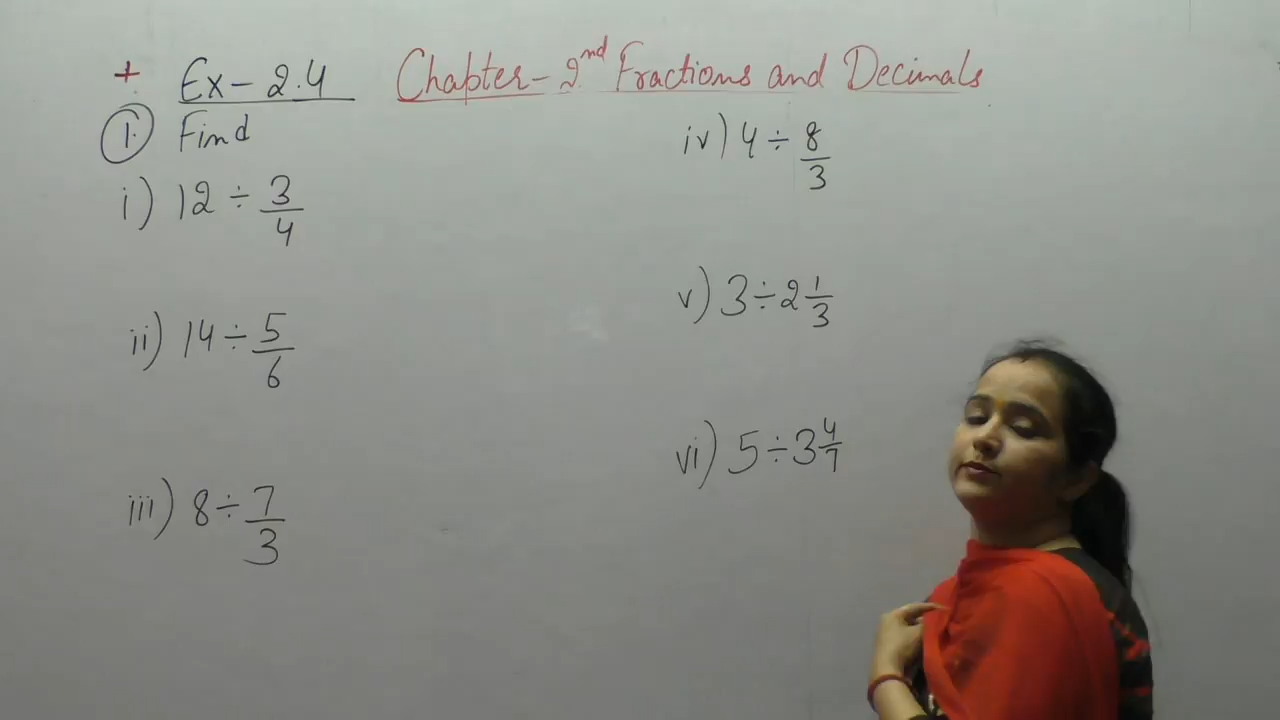 + Ex-2.4 Chapter-2nd Fractions and Decimals
1. Find
i) 12 ÷ 3/4
ii) 14 ÷ 5/6
iii) 8 ÷ 7/3
iv) 4 ÷ 8/3
v) 3 ÷ 2 1/3
vi) 5 ÷ 3 4/7